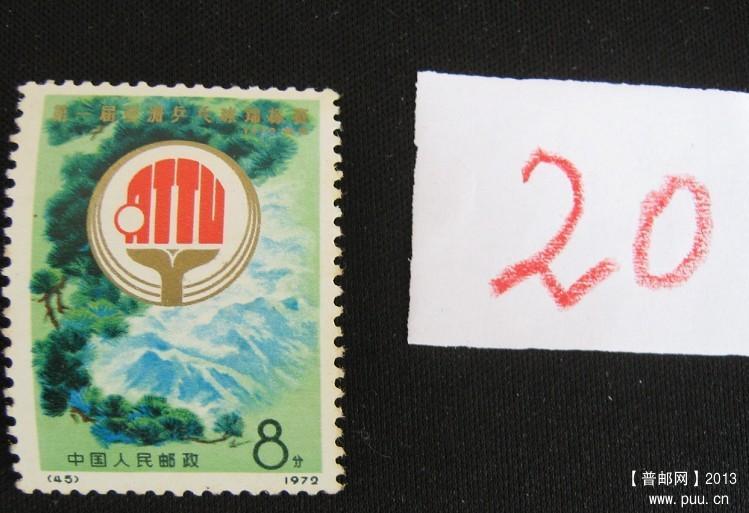 第一届亚洲乒乓球锦标赛
ATTU
中国人民邮政 8分
(45) 1972
20
【普邮网】2013
www.puu.cn